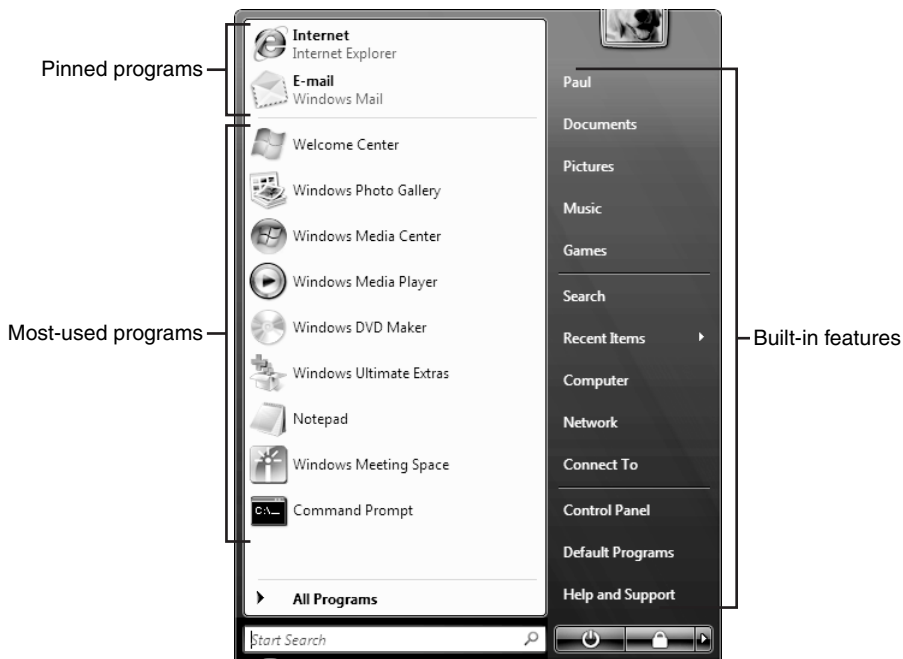 Pinned programs
Internet
Internet Explorer
E-mail
Windows Mail
Most-used programs
Welcome Center
Windows Photo Gallery
Windows Media Center
Windows Media Player
Windows DVD Maker
Windows Ultimate Extras
Notepad
Windows Meeting Space
C:\_
Command Prompt
All Programs
Start Search
Paul
Documents
Pictures
Music
Games
Search
Recent Items
Computer
Network
Connect To
Control Panel
Default Programs
Help and Support
Built-in features